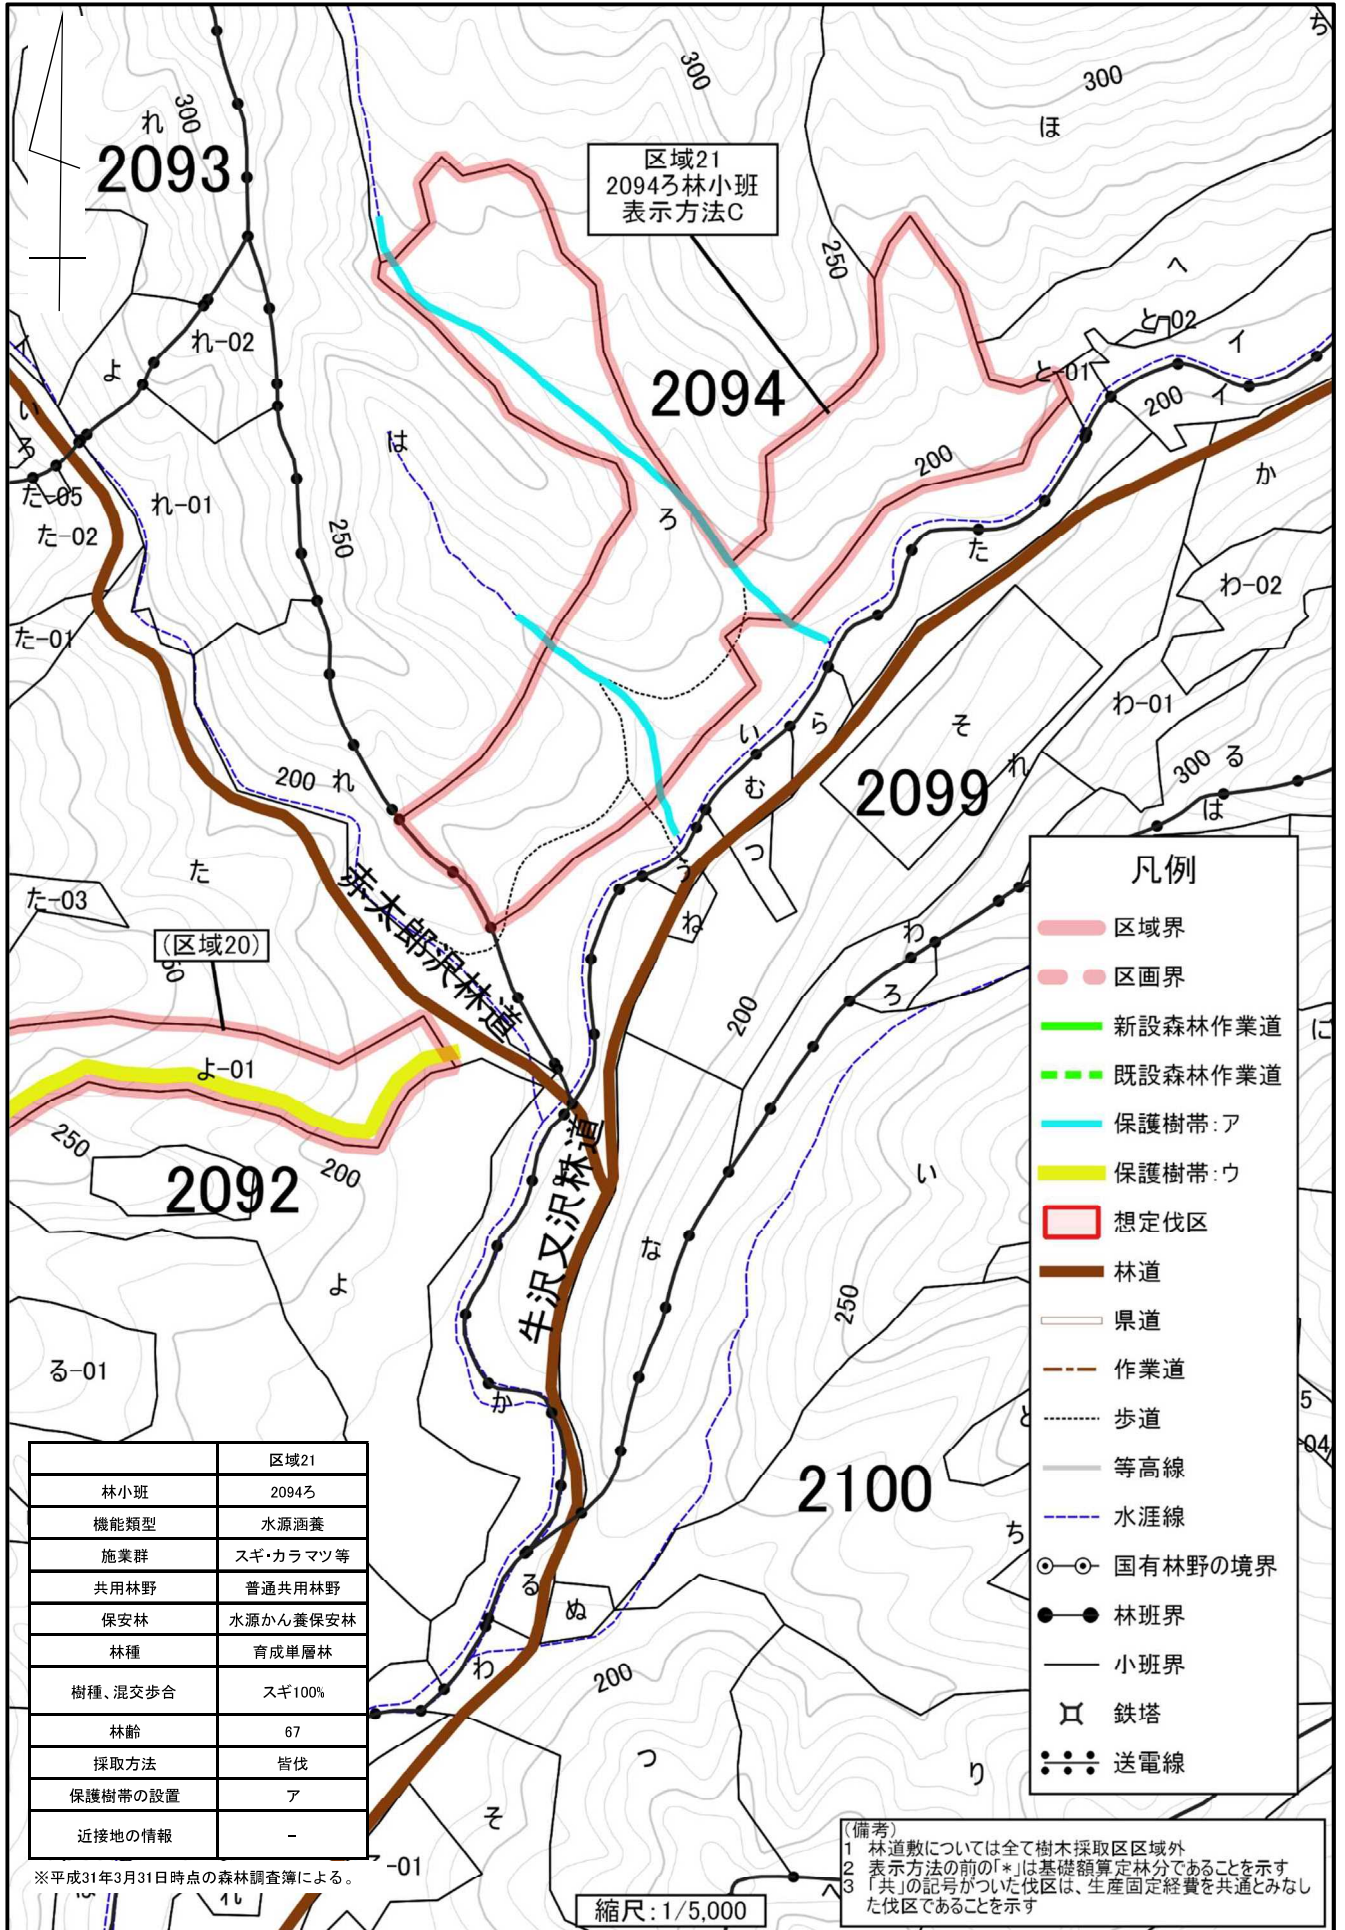 ち
300
300
300
れ
2093
ほ
区域21
2094ろ林小班
表示方法C
250
へ
と-02
イ
れ-02
よ
イ
と-01
2094
200
イ
い
ろ
は
200
か
た-05
れ-01
ろ
た-02
250
た
わ-02
た-01
わ-01
そ
い
ら
れ
300
る
200
れ
む
2099
は
つ
う
た
凡例
赤太郎沢林道
た-03
ね
わ
区域界
(区域20)
ろ
区画界
200
新設森林作業道
に
よ-01
既設森林作業道
保護樹帯:ア
250
200
2092
牛沢又沢林道
い
保護樹帯:ウ
な
想定伐区
よ
林道
250
県道
る-01
作業道
か
歩道
5
04
等高線
2100
水涯線
ち
国有林野の境界
る
ぬ
林班界
わ
小班界
200
鉄塔
つ
り
送電線
そ
区域21
林小班 2094ろ
機能類型 水源涵養
施業群 スギ・カラマツ等
共用林野 普通共用林野
保安林 水源かん養保安林
林種 育成単層林
樹種、混交歩合 スギ100%
林齢 67
採取方法 皆伐
保護樹帯の設置 ア
近接地の情報 -
-01
※平成31年3月31日時点の森林調査簿による。
れ
へ
縮尺:1/5,000
(備考)
1 林道敷については全て樹木採取区区域外
2 表示方法の前の「*」は基礎額算定林分であることを示す
3 「共」の記号がついた伐区は、生産固定経費を共通とみなし
た伐区であることを示す